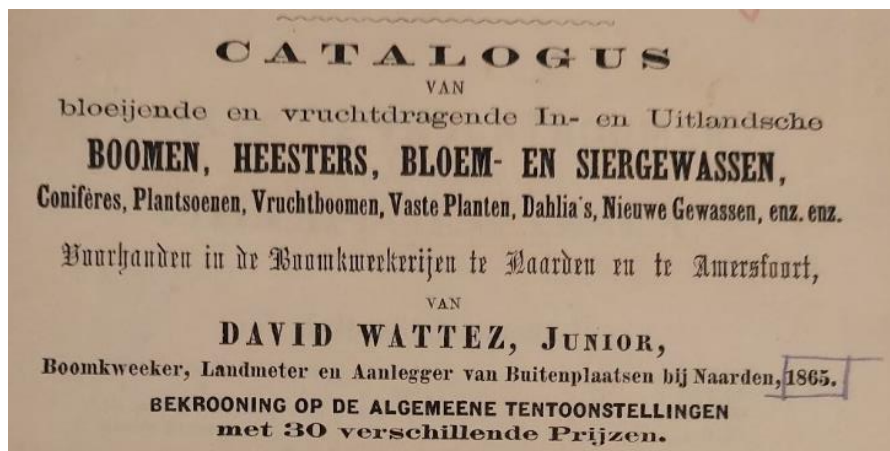 CATALOGUS
VAN
bloeijende en vruchtdragende In- en Uitlandsche
BOOMEN, HEESTERS, BLOEM- EN SIERGEWASSEN,
Conifères, Plantsoenen, Vruchtboomen, Vaste Planten, Dahlia's, Nieuwe Gewassen, enz. enz.
Voorhanden in de Boomkweekerijen te Naarden en te Amersfoort,
VAN
DAVID WATTEZ, JUNIOR,
Boomkweeker, Landmeter en Aanlegger van Buitenplaatsen bij Naarden, 1865.
BEKROONING OP DE ALGEMEENE TENTOONSTELLINGEN
met 30 verschillende Prijzen.